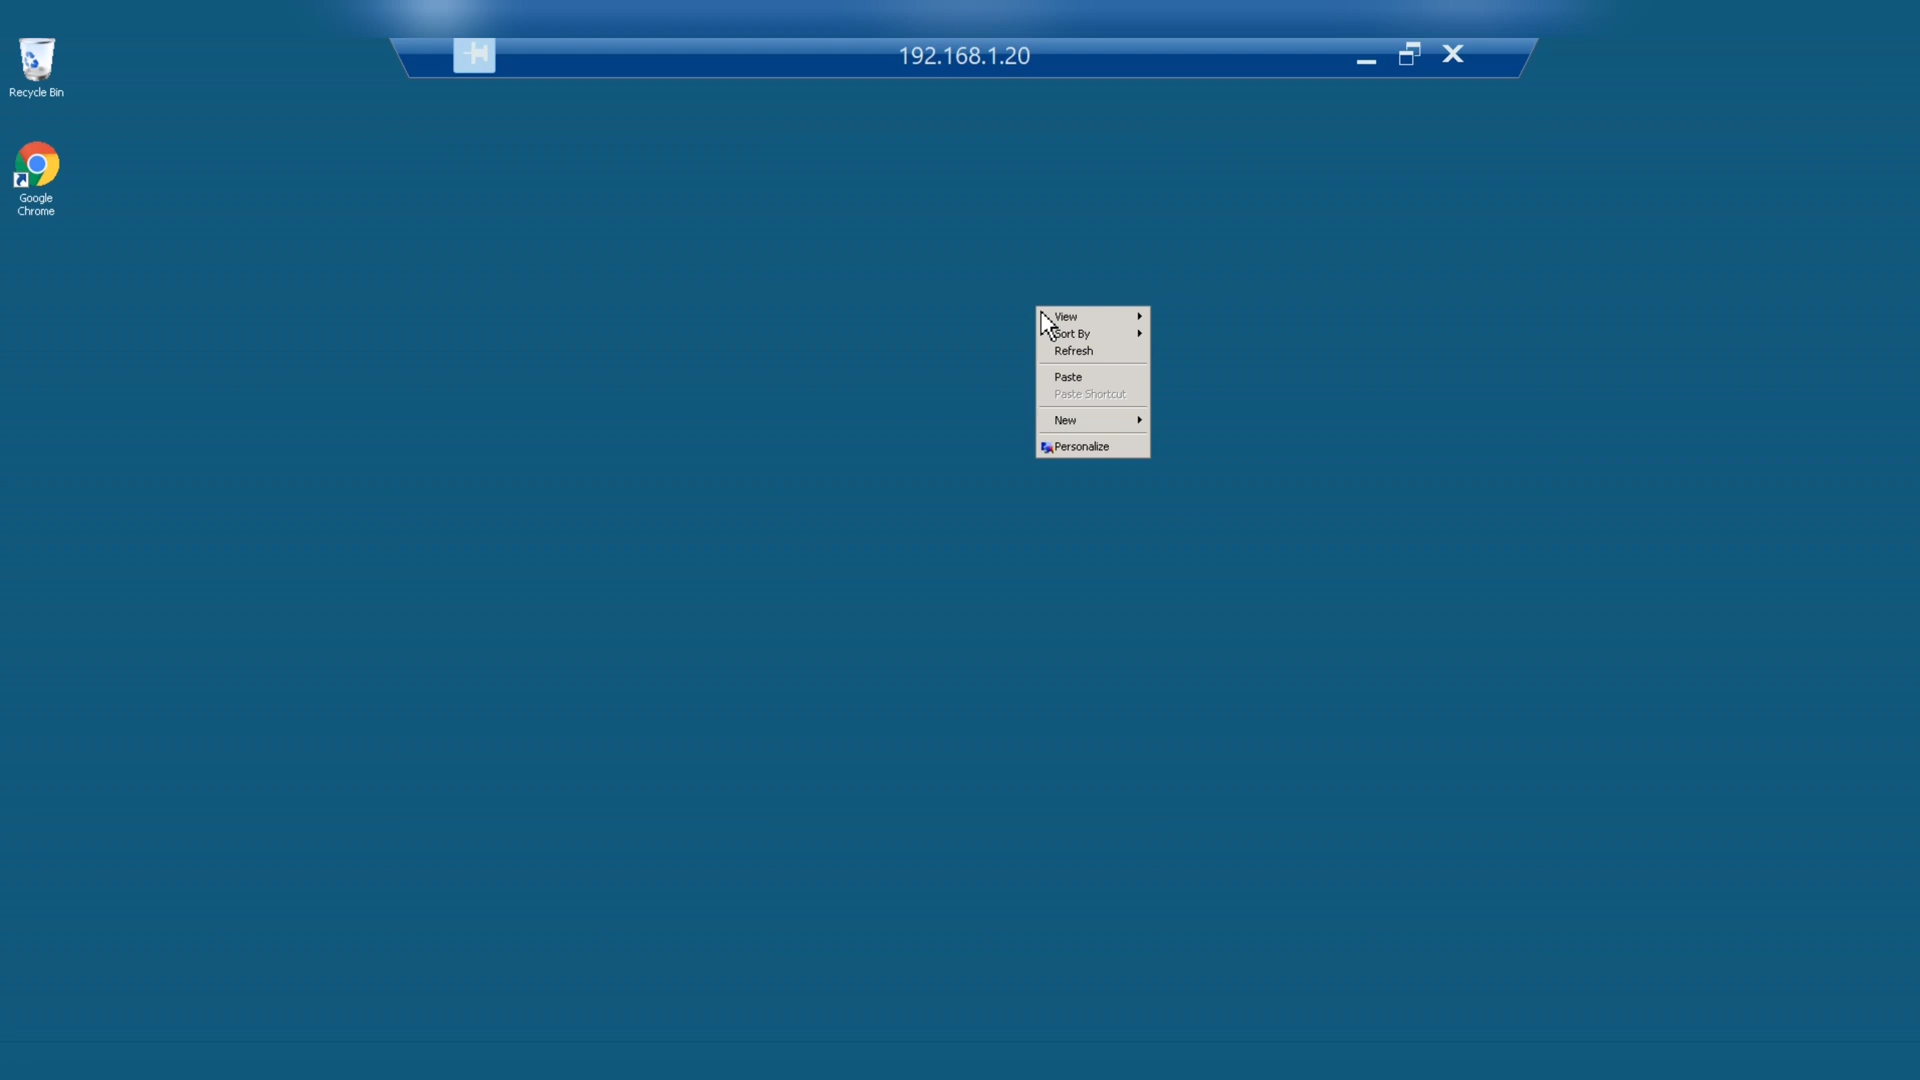 192.168.1.20
Recycle Bin
Google
Chrome
View
Sort By
Refresh
Paste
Paste Shortcut
New
Personalize